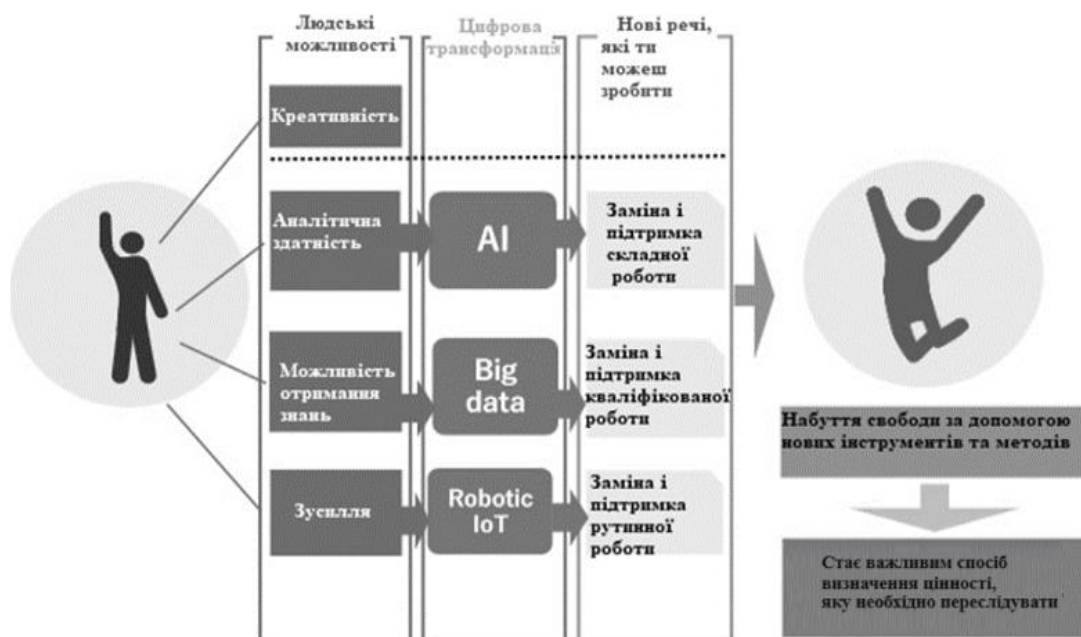 Людські
можливості
Цифрова
трансформація
Нові речі,
які ти
можеш
зробити
Креативність
Аналітична
здатність
AI
Заміна і
підтримка
складної
роботи
Можливість
отримання
знань
Big
data
Заміна і
підтримка
кваліфікованої
роботи
Зусилля
Robotic
IoT
Заміна і
підтримка
рутинної
роботи
Набуття свободи за допомогою
нових інструментів та методів
Стає важливим спосіб
визначення цінності,
яку необхідно переслідувати